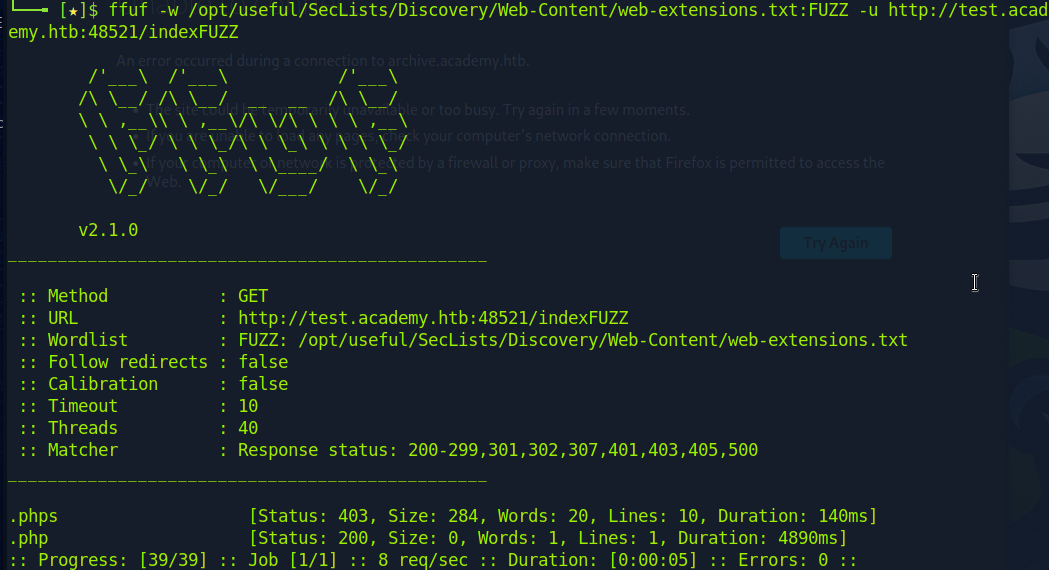 [★]$ ffuf -w /opt/useful/SecLists/Discovery/Web-Content/web-extensions.txt:FUZZ -u http://test.acad
emy.htb:48521/indexFUZZ
An error occurred during a connection to archive.academy.htb.
The site could be temporarily unavailable or too busy. Try again in a few moments.
If you are unable to load any pages, check your computer's network connection.
If your computer or network is protected by a firewall or proxy, make sure that Firefox is permitted to access the
Web.
v2.1.0
Try Again
________________________________________________
:: Method : GET
:: URL : http://test.academy.htb:48521/indexFUZZ
:: Wordlist : FUZZ: /opt/useful/SecLists/Discovery/Web-Content/web-extensions.txt
:: Follow redirects : false
:: Calibration : false
:: Timeout : 10
:: Threads : 40
:: Matcher : Response status: 200-299,301,302,307,401,403,405,500
________________________________________________
.phps [Status: 403, Size: 284, Words: 20, Lines: 10, Duration: 140ms]
.php [Status: 200, Size: 0, Words: 1, Lines: 1, Duration: 4890ms]
:: Progress: [39/39] :: Job [1/1] :: 8 req/sec :: Duration: [0:00:05] :: Errors: 0 ::